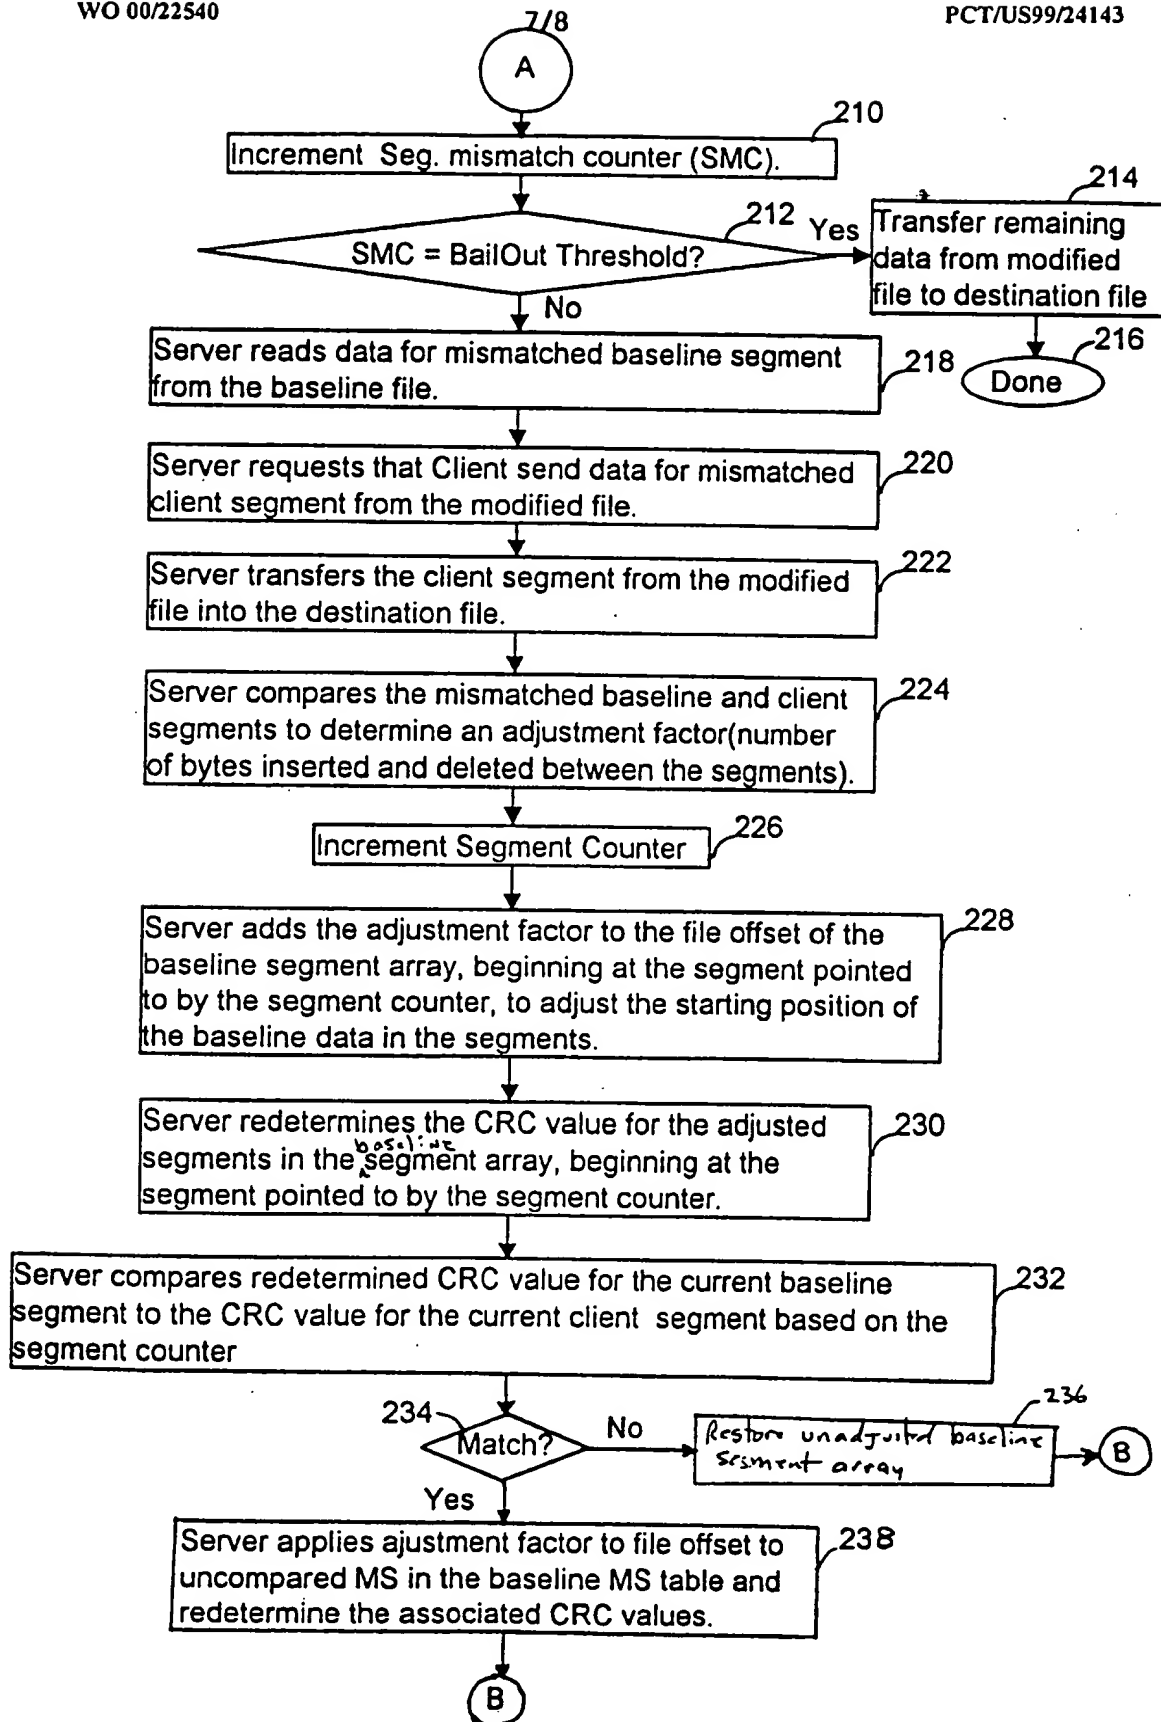 WO 00/22540
PCT/US99/24143
7/8
A
210
Increment Seg. mismatch counter (SMC).
212
SMC = BailOut Threshold?
Yes
214
Transfer remaining
data from modified
file to destination file
216
Done
No
Server reads data for mismatched baseline segment
from the baseline file.
218
Server requests that Client send data for mismatched
client segment from the modified file.
220
Server transfers the client segment from the modified
file into the destination file.
222
Server compares the mismatched baseline and client
segments to determine an adjustment factor(number
of bytes inserted and deleted between the segments).
224
Increment Segment Counter
226
Server adds the adjustment factor to the file offset of the
baseline segment array, beginning at the segment pointed
to by the segment counter, to adjust the starting position of
the baseline data in the segments.
228
Server redetermines the CRC value for the adjusted
baseline
segments in the segment array, beginning at the
segment pointed to by the segment counter.
230
Server compares redetermined CRC value for the current baseline
segment to the CRC value for the current client segment based on the
segment counter
232
234
Match?
No
236
Restore unadjusted baseline
segment array
B
Yes
Server applies ajustment factor to file offset to
uncompared MS in the baseline MS table and
redetermine the associated CRC values.
238
B